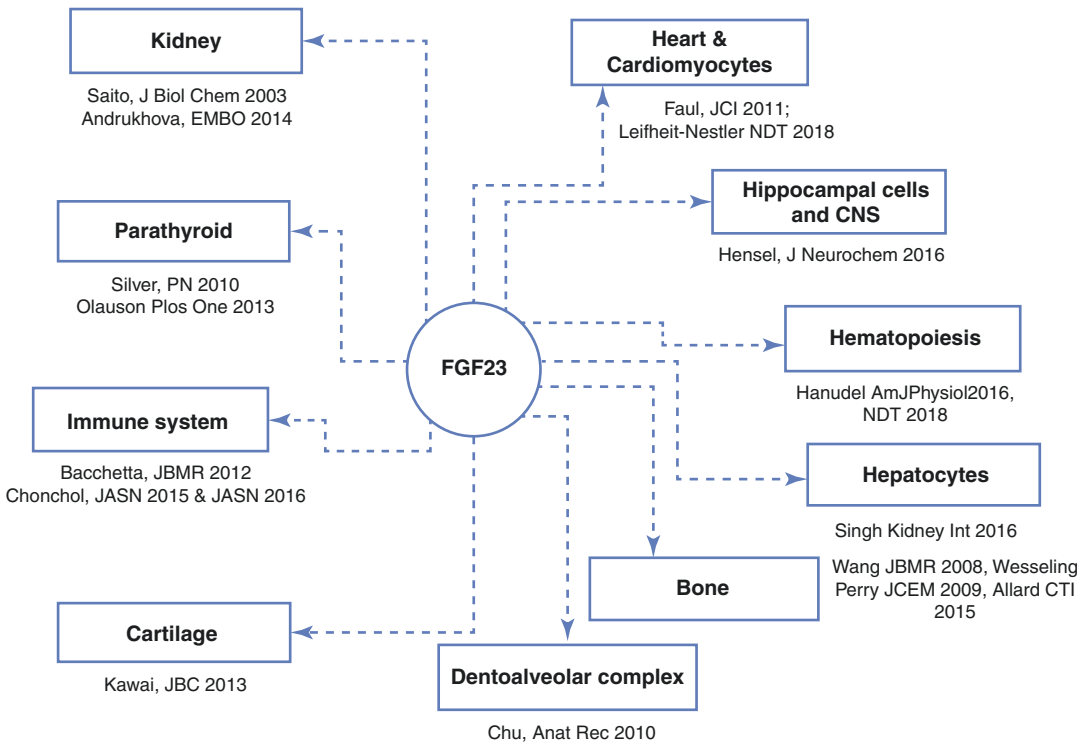 Kidney
Saito, J Biol Chem 2003
Andrukhova, EMBO 2014
Heart &
Cardiomyocytes
Faul, JCI 2011;
Leifheit-Nestler NDT 2018
Parathyroid
Silver, PN 2010
Olauson Plos One 2013
Hippocampal cells
and CNS
Hensel, J Neurochem 2016
FGF23
Hematopoiesis
Hanudel AmJPhysiol2016,
NDT 2018
Immune system
Bacchetta, JBMR 2012
Chonchol, JASN 2015 & JASN 2016
Hepatocytes
Singh Kidney Int 2016
Bone
Wang JBMR 2008, Wesseling
Perry JCEM 2009, Allard CTI
2015
Cartilage
Kawai, JBC 2013
Dentoalveolar complex
Chu, Anat Rec 2010